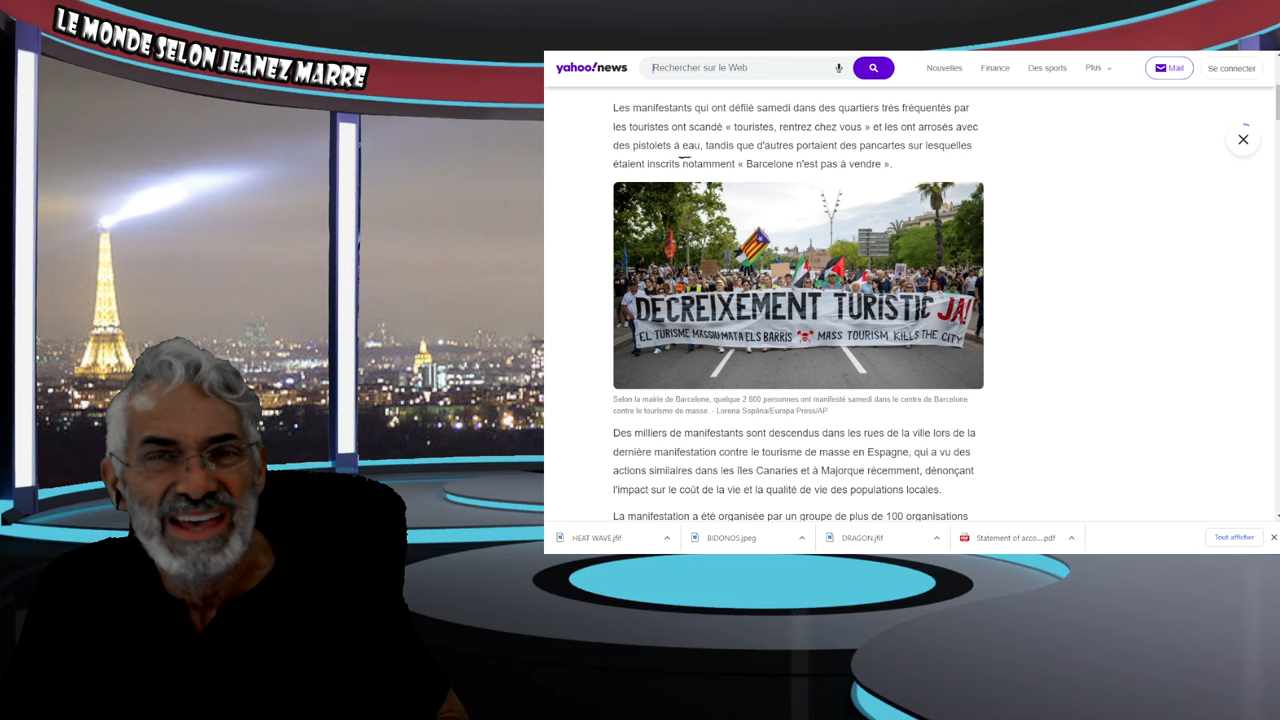 LE MONDE SELON JEANEZ MARRE
yahoo!news
Rechercher sur le Web
Nouvelles
Finance
Des sports
Plus
Mail
Se connecter
Les manifestants qui ont défilé samedi dans des quartiers très fréquentés par
les touristes ont scandé « touristes, rentrez chez vous » et les ont arrosés avec
des pistolets à eau, tandis que d'autres portaient des pancartes sur lesquelles
étaient inscrits notamment « Barcelone n'est pas à vendre ».
DECREIXEMENT TURISTIC JA!
EL TURISME MASSIU MATA ELS BARRIS MASS TOURISM KILLS THE CITY
Selon la mairie de Barcelone, quelque 2 800 personnes ont manifesté samedi dans le centre de Barcelone
contre le tourisme de masse - Lorena Sopêna/Europa Press/AP
Des milliers de manifestants sont descendus dans les rues de la ville lors de la
dernière manifestation contre le tourisme de masse en Espagne, qui a vu des
actions similaires dans les îles Canaries et à Majorque récemment, dénonçant
l'impact sur le coût de la vie et la qualité de vie des populations locales.
La manifestation a été organisée par un groupe de plus de 100 organisations
HEAT WAVE.jfif
BIDONOS.jpeg
DRAGON.jfif
Statement of acco....pdf
Tout afficher